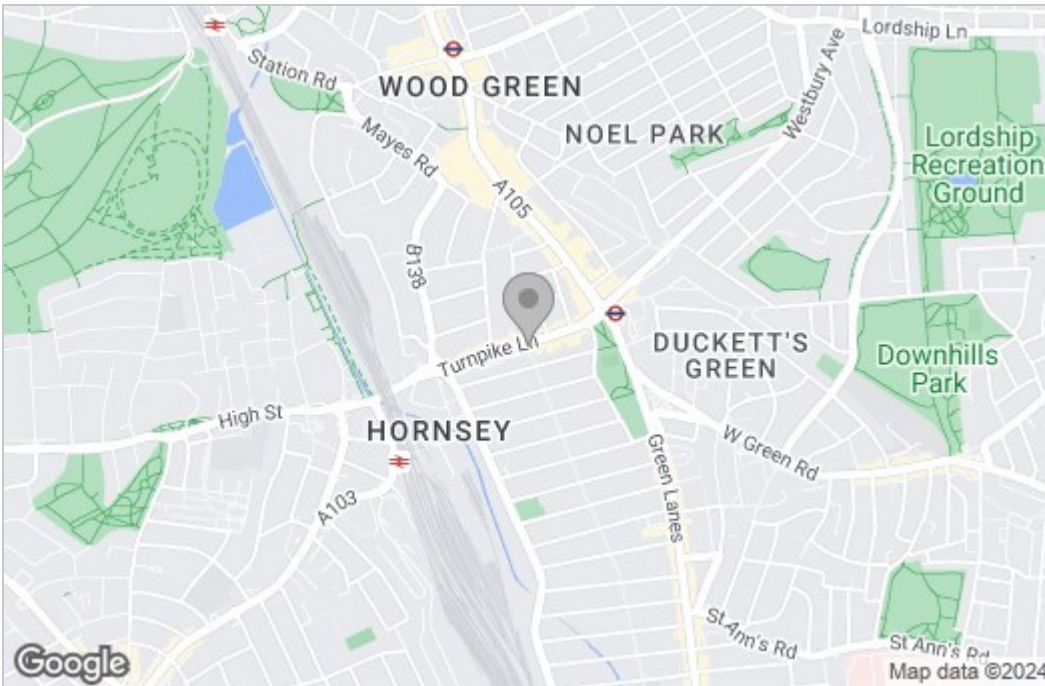 Lordship Ln
Station Rd
WOOD GREEN
Westbury Ave
NOEL PARK
Mayes Rd
Lordship
Recreation
Ground
A105
B138
Turnpike Ln
DUCKETT'S
GREEN
Downhills
Park
High St
HORNSEY
W Green Rd
Green Lanes
A103
St Ann's Rd
St Ann's Rd
Google
Map data ©2024